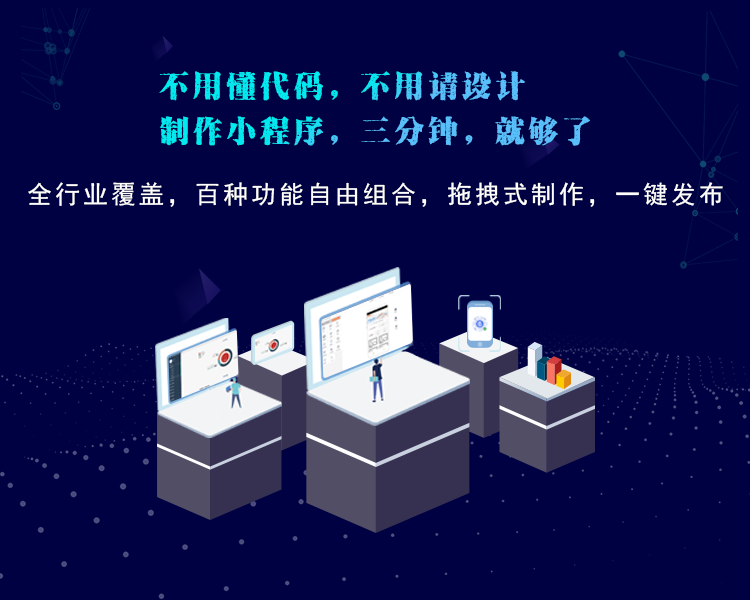 不用懂代码，不用请设计
制作小程序，三分钟，就够了
全行业覆盖，百种功能自由组合，拖拽式制作，一键发布